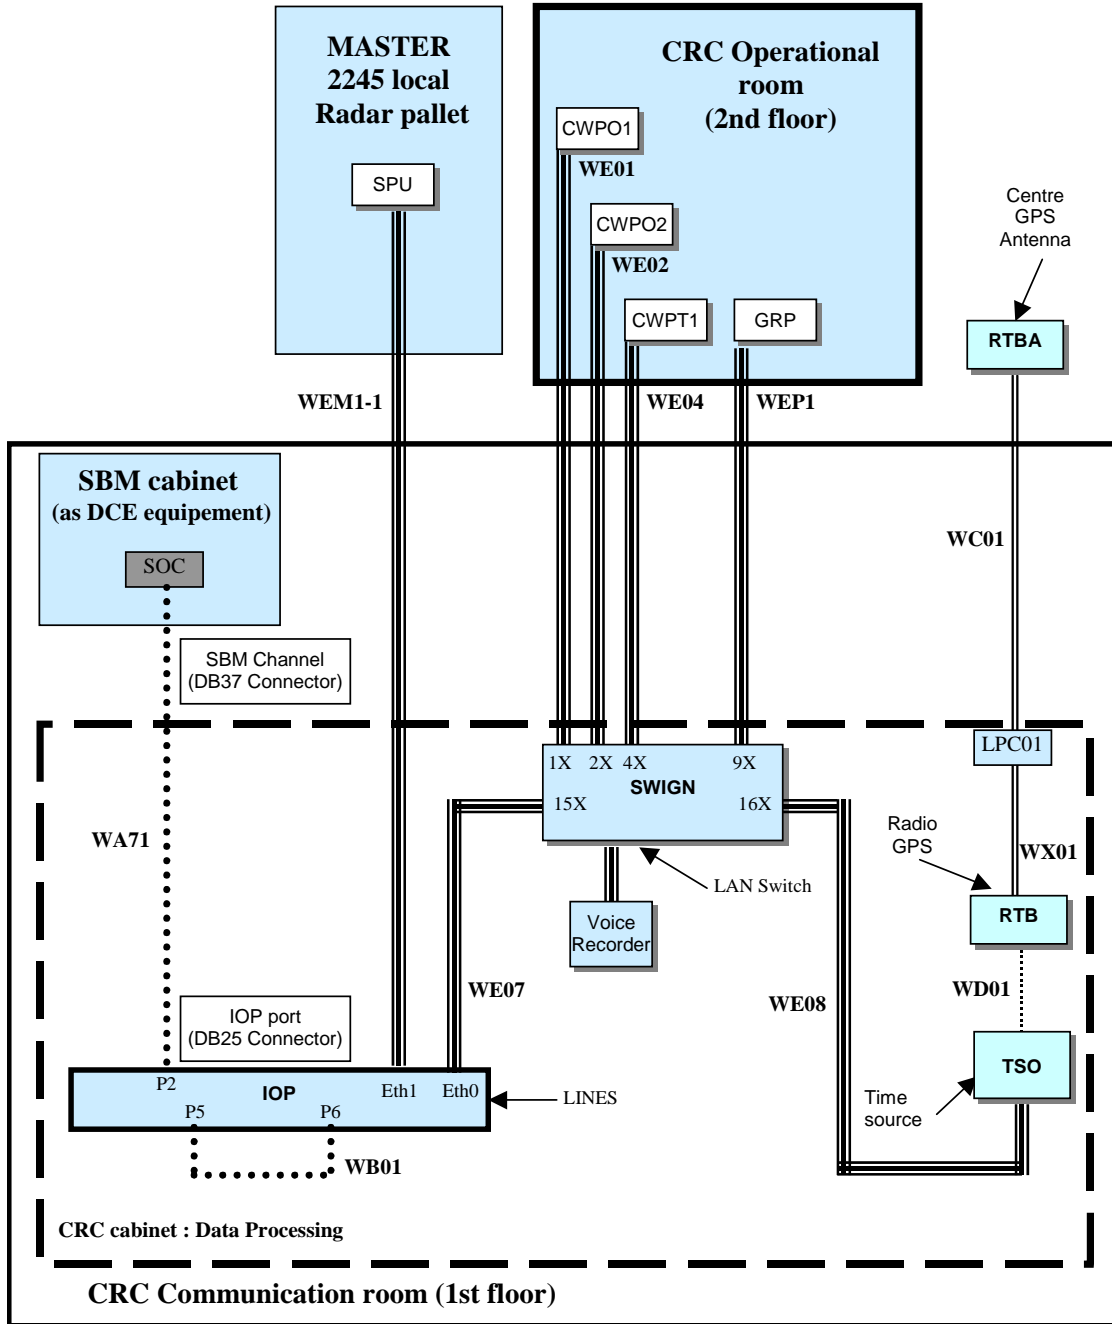 MASTER
2245 local
Radar pallet
SPU
CRC Operational
room
(2nd floor)
CWPO1
WE01
CWPO2
WE02
CWPT1
GRP
Centre
GPS
Antenna
RTBA
WEM1-1
WE04
WEP1
SBM cabinet
(as DCE equipement)
SOC
WC01
SBM Channel
(DB37 Connector)
LPC01
1X 2X 4X 9X
SWIGN
15X 16X
WA71
Radio
GPS
WX01
LAN Switch
RTB
Voice
Recorder
WE07
WE08
WD01
IOP port
(DB25 Connector)
TSO
P2 IOP Eth1 Eth0
P5 P6
LINES
Time
source
WB01
CRC cabinet : Data Processing
CRC Communication room (1st floor)